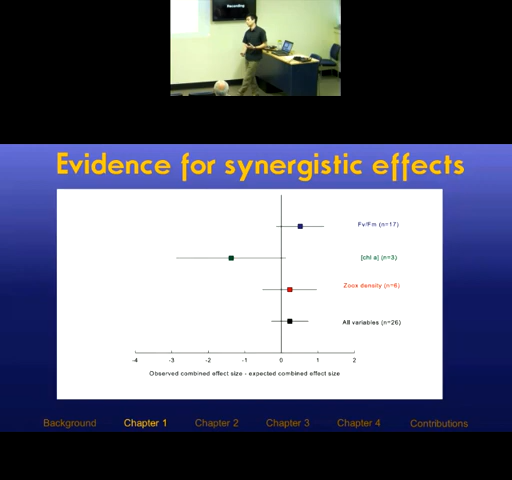 Recording
Evidence for synergistic effects
Fv/Fm (n=17)
[chl a] (n=3)
Zoox density (n=6)
All variables (n=26)
-4 -3 -2 -1 0 1 2
Observed combined effect size - expected combined effect size
Background Chapter 1 Chapter 2 Chapter 3 Chapter 4 Contributions